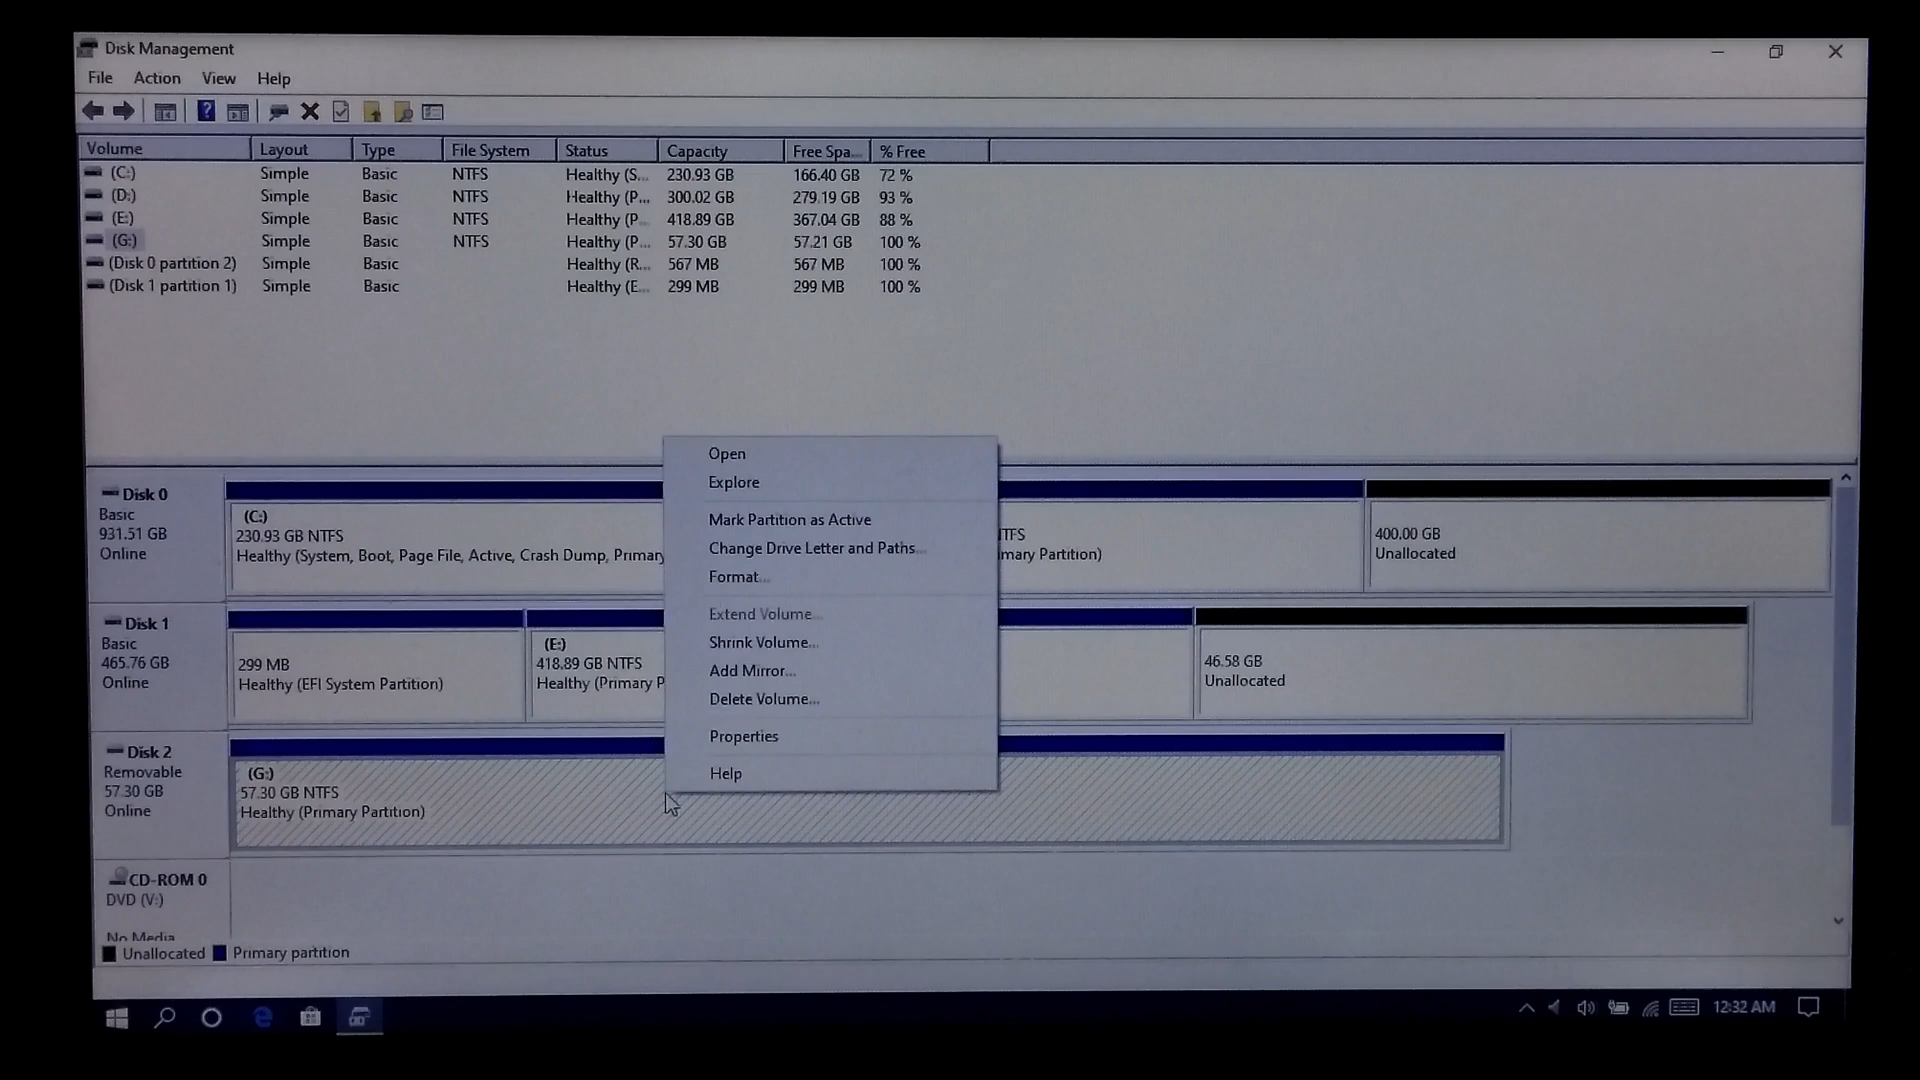 Disk Management
File Action View Help
Volume Layout Type File System Status Capacity Free Spa... % Free
(C:) Simple Basic NTFS Healthy (S... 230.93 GB 166.40 GB 72 %
(D:) Simple Basic NTFS Healthy (P... 300.02 GB 279.19 GB 93 %
(E:) Simple Basic NTFS Healthy (P... 418.89 GB 367.04 GB 88 %
(G:) Simple Basic NTFS Healthy (P... 57.30 GB 57.21 GB 100 %
(Disk 0 partition 2) Simple Basic Healthy (R... 567 MB 567 MB 100 %
(Disk 1 partition 1) Simple Basic Healthy (E... 299 MB 299 MB 100 %
Open
Explore
Mark Partition as Active
Change Drive Letter and Paths...
Format...
Extend Volume...
Shrink Volume...
Add Mirror...
Delete Volume...
Properties
Help
Disk 0
Basic
931.51 GB
Online
(C:)
230.93 GB NTFS
Healthy (System, Boot, Page File, Active, Crash Dump, Primary
NTFS
mary Partition)
400.00 GB
Unallocated
Disk 1
Basic
465.76 GB
Online
299 MB
Healthy (EFI System Partition)
(E:)
418.89 GB NTFS
Healthy (Primary P
46.58 GB
Unallocated
Disk 2
Removable
57.30 GB
Online
(G:)
57.30 GB NTFS
Healthy (Primary Partition)
CD-ROM 0
DVD (V:)
No Media
Unallocated Primary partition
12:32 AM